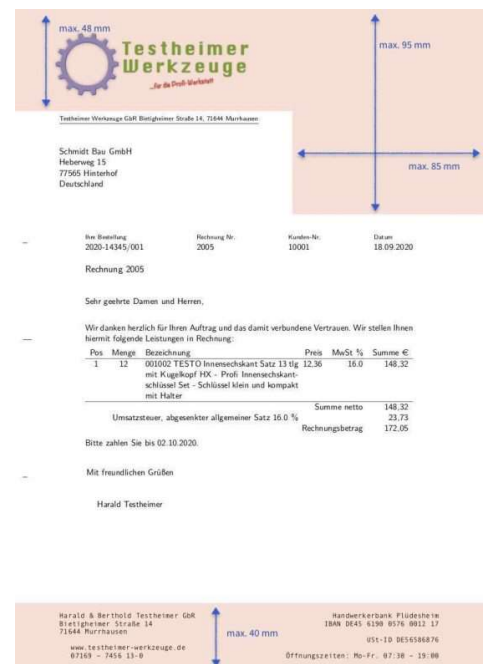 max. 48 mm
Testheimer
Werkzeuge
...für die Profi-Werkstatt
max. 95 mm
max. 85 mm
Testheimer Werkzeuge GbR Bietigheimer Straße 14, 71644 Murrhausen
Schmidt Bau GmbH
Heberweg 15
77565 Hinterhof
Deutschland
Ihre Bestellung Rechnung Nr. Kunden-Nr. Datum
2020-14345/001 2005 10001 18.09.2020
Rechnung 2005
Sehr geehrte Damen und Herren,
Wir danken herzlich für Ihren Auftrag und das damit verbundene Vertrauen. Wir stellen Ihnen
hiermit folgende Leistungen in Rechnung:
Pos Menge Bezeichnung Preis MwSt % Summe €
1 12 001002 TESTO Innensechskant Satz 13 tlg 12,36 16.0 148,32
mit Kugelkopf HX - Profi Innensechskant-
schlüssel Set - Schlüssel klein und kompakt
mit Halter
Summe netto 148,32
Umsatzsteuer, abgesenkter allgemeiner Satz 16.0 % 23,73
Rechnungsbetrag 172,05
Bitte zahlen Sie bis 02.10.2020.
Mit freundlichen Grüßen
Harald Testheimer
Harald & Berthold Testheimer GbR
Bietigheimer Straße 14
71644 Murrhausen
www.testheimer-werkzeuge.de
07169 – 7456 13-0
max. 40 mm
Handwerkerbank Plüdesheim
IBAN DE45 6190 0576 0012 17
USt-ID DE56586876
Öffnungszeiten: Mo-Fr. 07:30 – 19:00